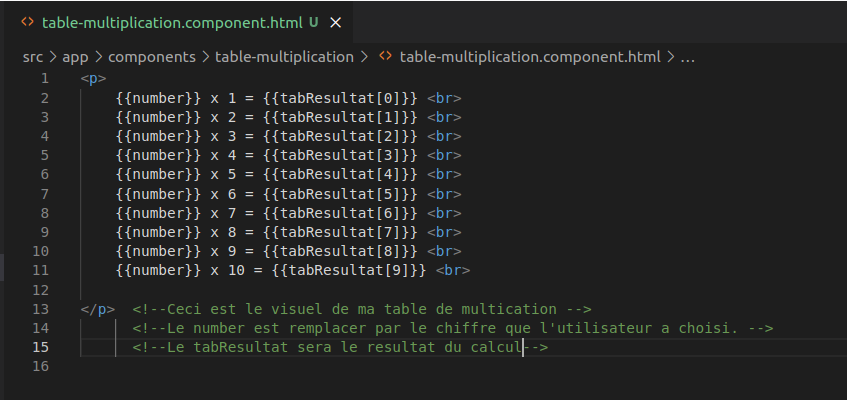 <> table-multiplication.component.html U ×
src > app > components > table-multiplication > <> table-multiplication.component.html > ...
1 <p>
2 {{number}} x 1 = {{tabResultat[0]}} <br>
3 {{number}} x 2 = {{tabResultat[1]}} <br>
4 {{number}} x 3 = {{tabResultat[2]}} <br>
5 {{number}} x 4 = {{tabResultat[3]}} <br>
6 {{number}} x 5 = {{tabResultat[4]}} <br>
7 {{number}} x 6 = {{tabResultat[5]}} <br>
8 {{number}} x 7 = {{tabResultat[6]}} <br>
9 {{number}} x 8 = {{tabResultat[7]}} <br>
10 {{number}} x 9 = {{tabResultat[8]}} <br>
11 {{number}} x 10 = {{tabResultat[9]}} <br>
12
13 </p> <!--Ceci est le visuel de ma table de multication -->
14 <!--Le number est remplacer par le chiffre que l'utilisateur a choisi. -->
15 <!--Le tabResultat sera le resultat du calcul-->
16